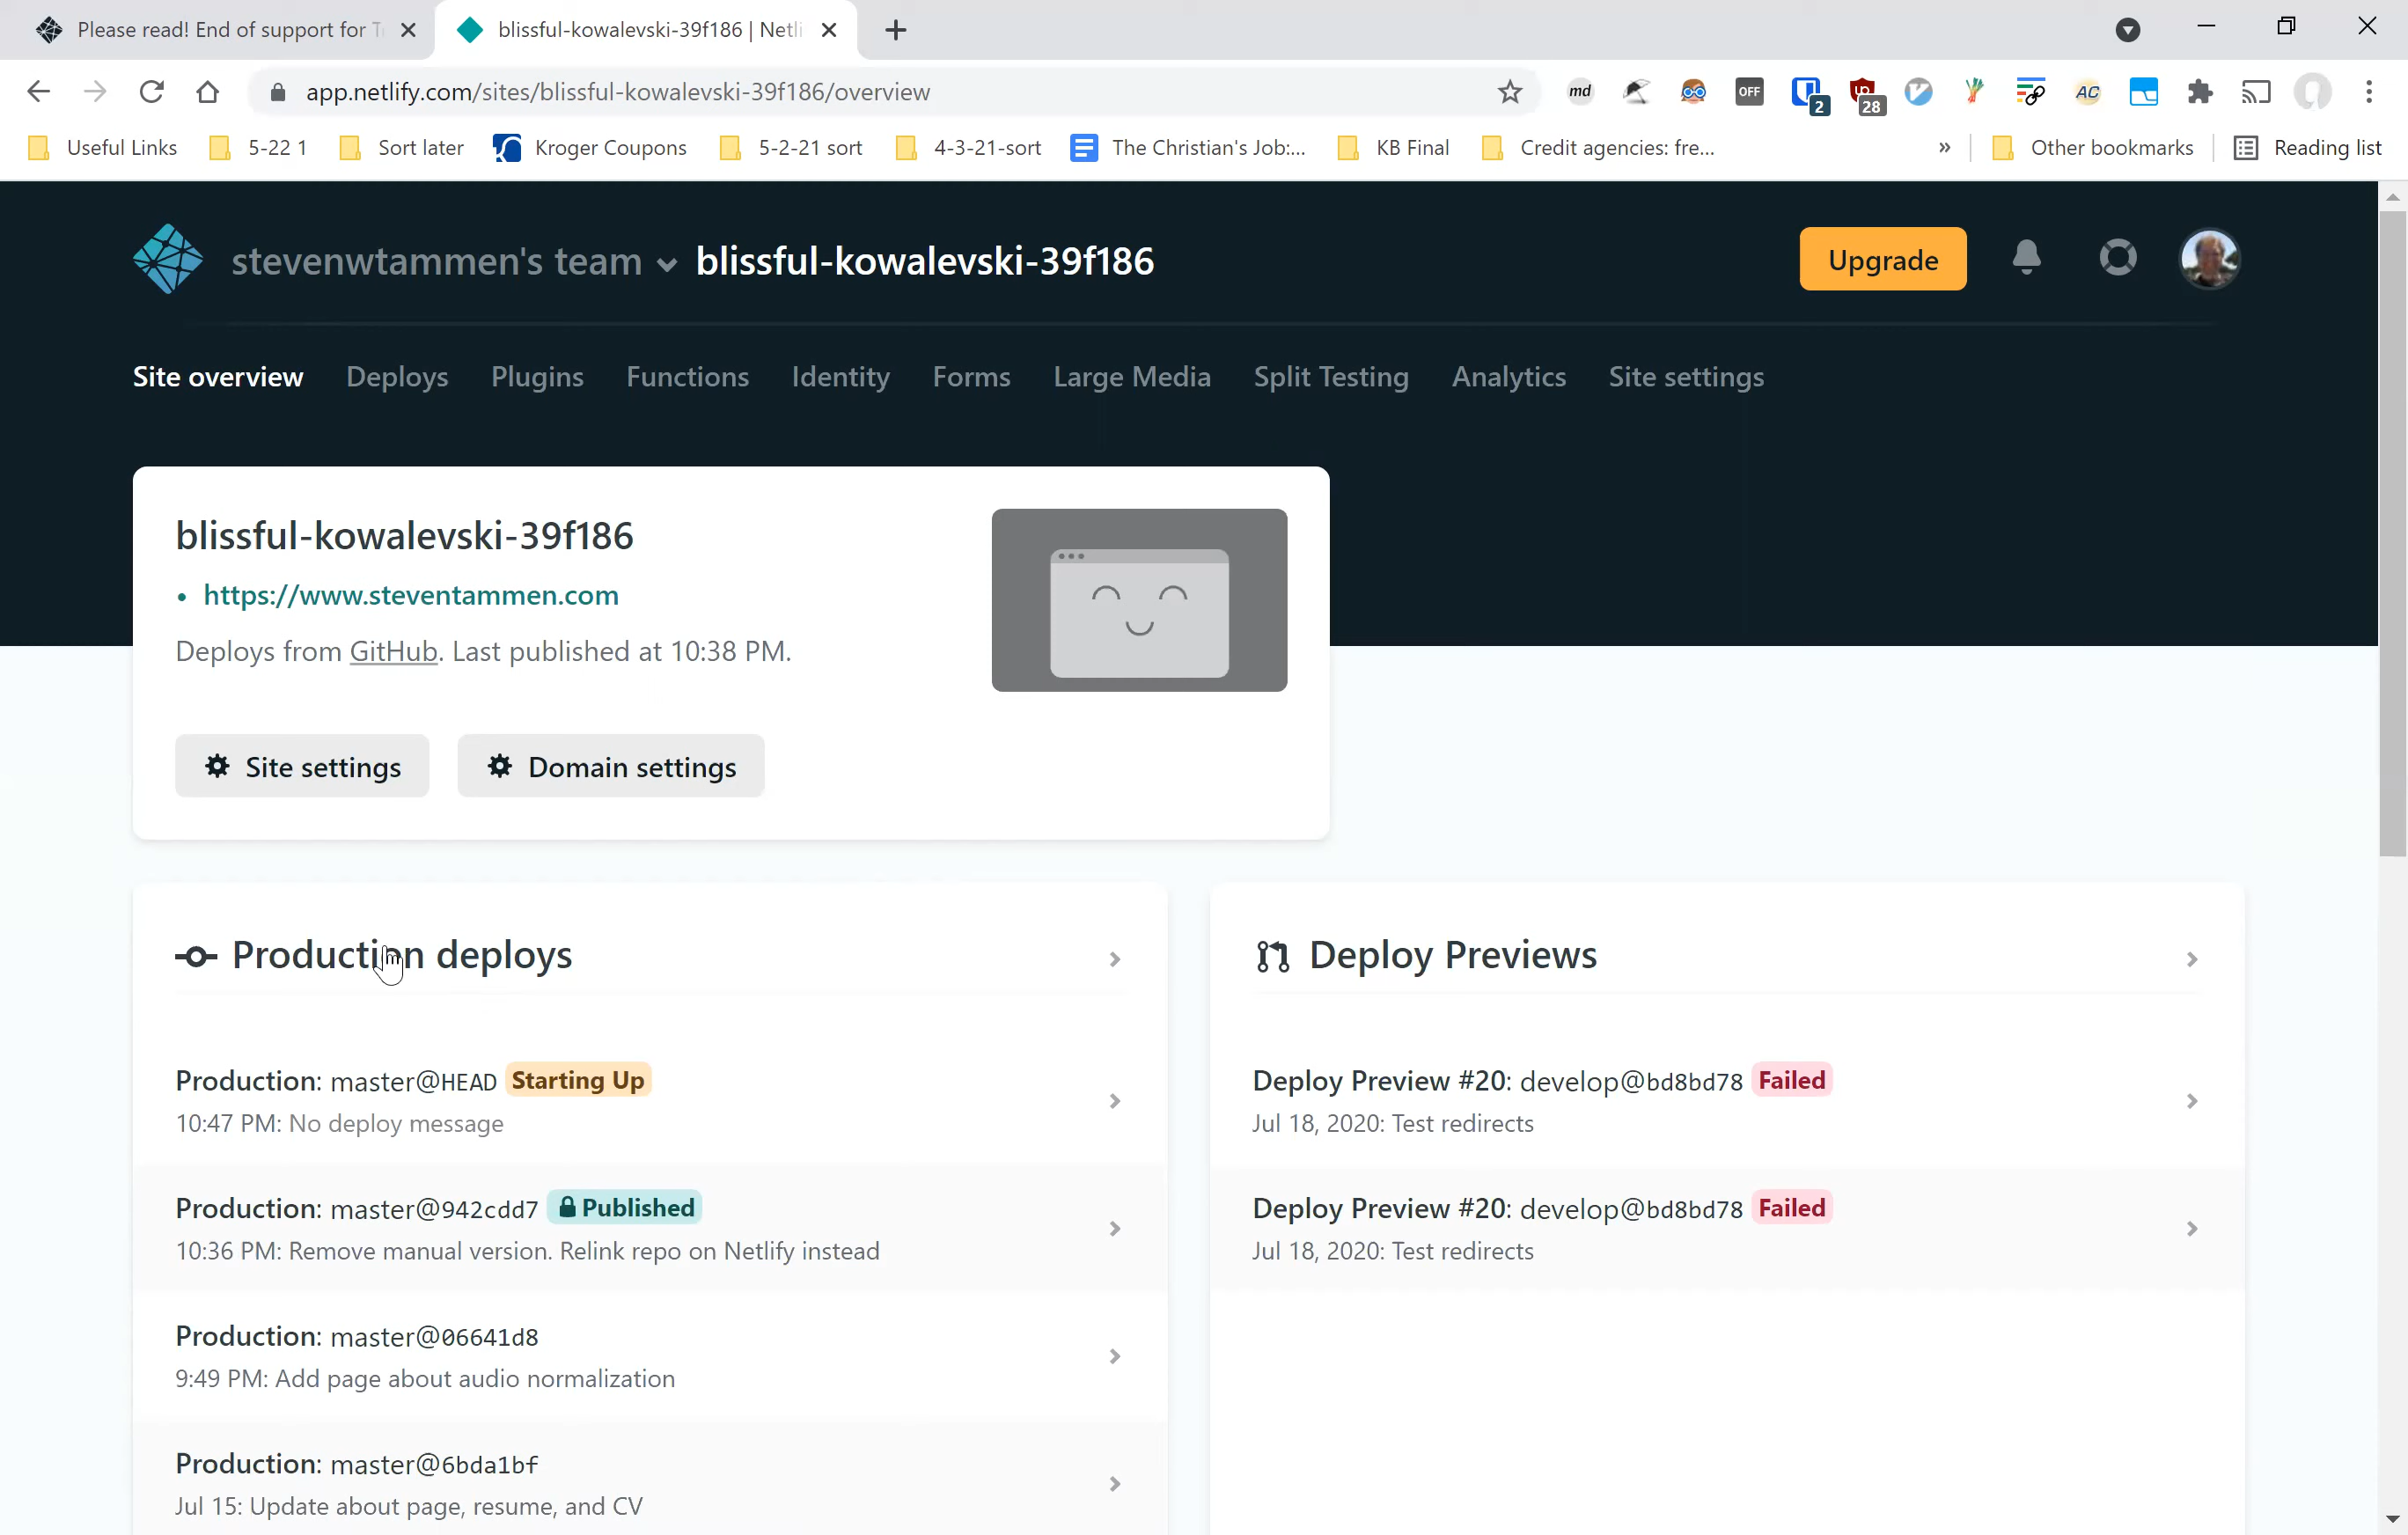 Please read! End of support for
blissful-kowalevski-39f186 | Netli
app.netlify.com/sites/blissful-kowalevski-39f186/overview
md
OFF
2
28
AC
Useful Links
5-22 1
Sort later
Kroger Coupons
5-2-21 sort
4-3-21-sort
The Christian's Job:...
KB Final
Credit agencies: fre...
»
Other bookmarks
Reading list
stevenwtammen's team
blissful-kowalevski-39f186
Upgrade
Site overview
Deploys
Plugins
Functions
Identity
Forms
Large Media
Split Testing
Analytics
Site settings
blissful-kowalevski-39f186
• https://www.steventammen.com
Deploys from GitHub. Last published at 10:38 PM.
Site settings
Domain settings
Production deploys
Production: master@HEAD Starting Up
10:47 PM: No deploy message
Production: master@942cdd7 Published
10:36 PM: Remove manual version. Relink repo on Netlify instead
Production: master@06641d8
9:49 PM: Add page about audio normalization
Production: master@6bda1bf
Jul 15: Update about page, resume, and CV
Deploy Previews
Deploy Preview #20: develop@bd8bd78 Failed
Jul 18, 2020: Test redirects
Deploy Preview #20: develop@bd8bd78 Failed
Jul 18, 2020: Test redirects